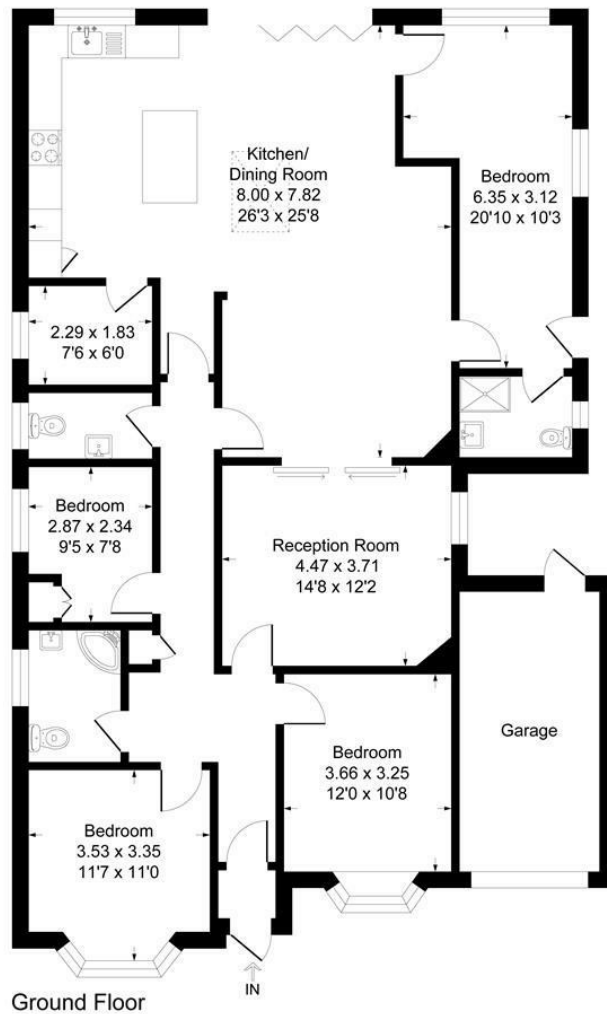 Kitchen/
Dining Room
8.00 x 7.82
26'3 x 25'8
Bedroom
6.35 x 3.12
20'10 x 10'3
2.29 x 1.83
7'6 x 6'0
Bedroom
2.87 x 2.34
9'5 x 7'8
Reception Room
4.47 x 3.71
14'8 x 12'2
Garage
Bedroom
3.66 x 3.25
12'0 x 10'8
Bedroom
3.53 x 3.35
11'7 x 11'0
IN
Ground Floor